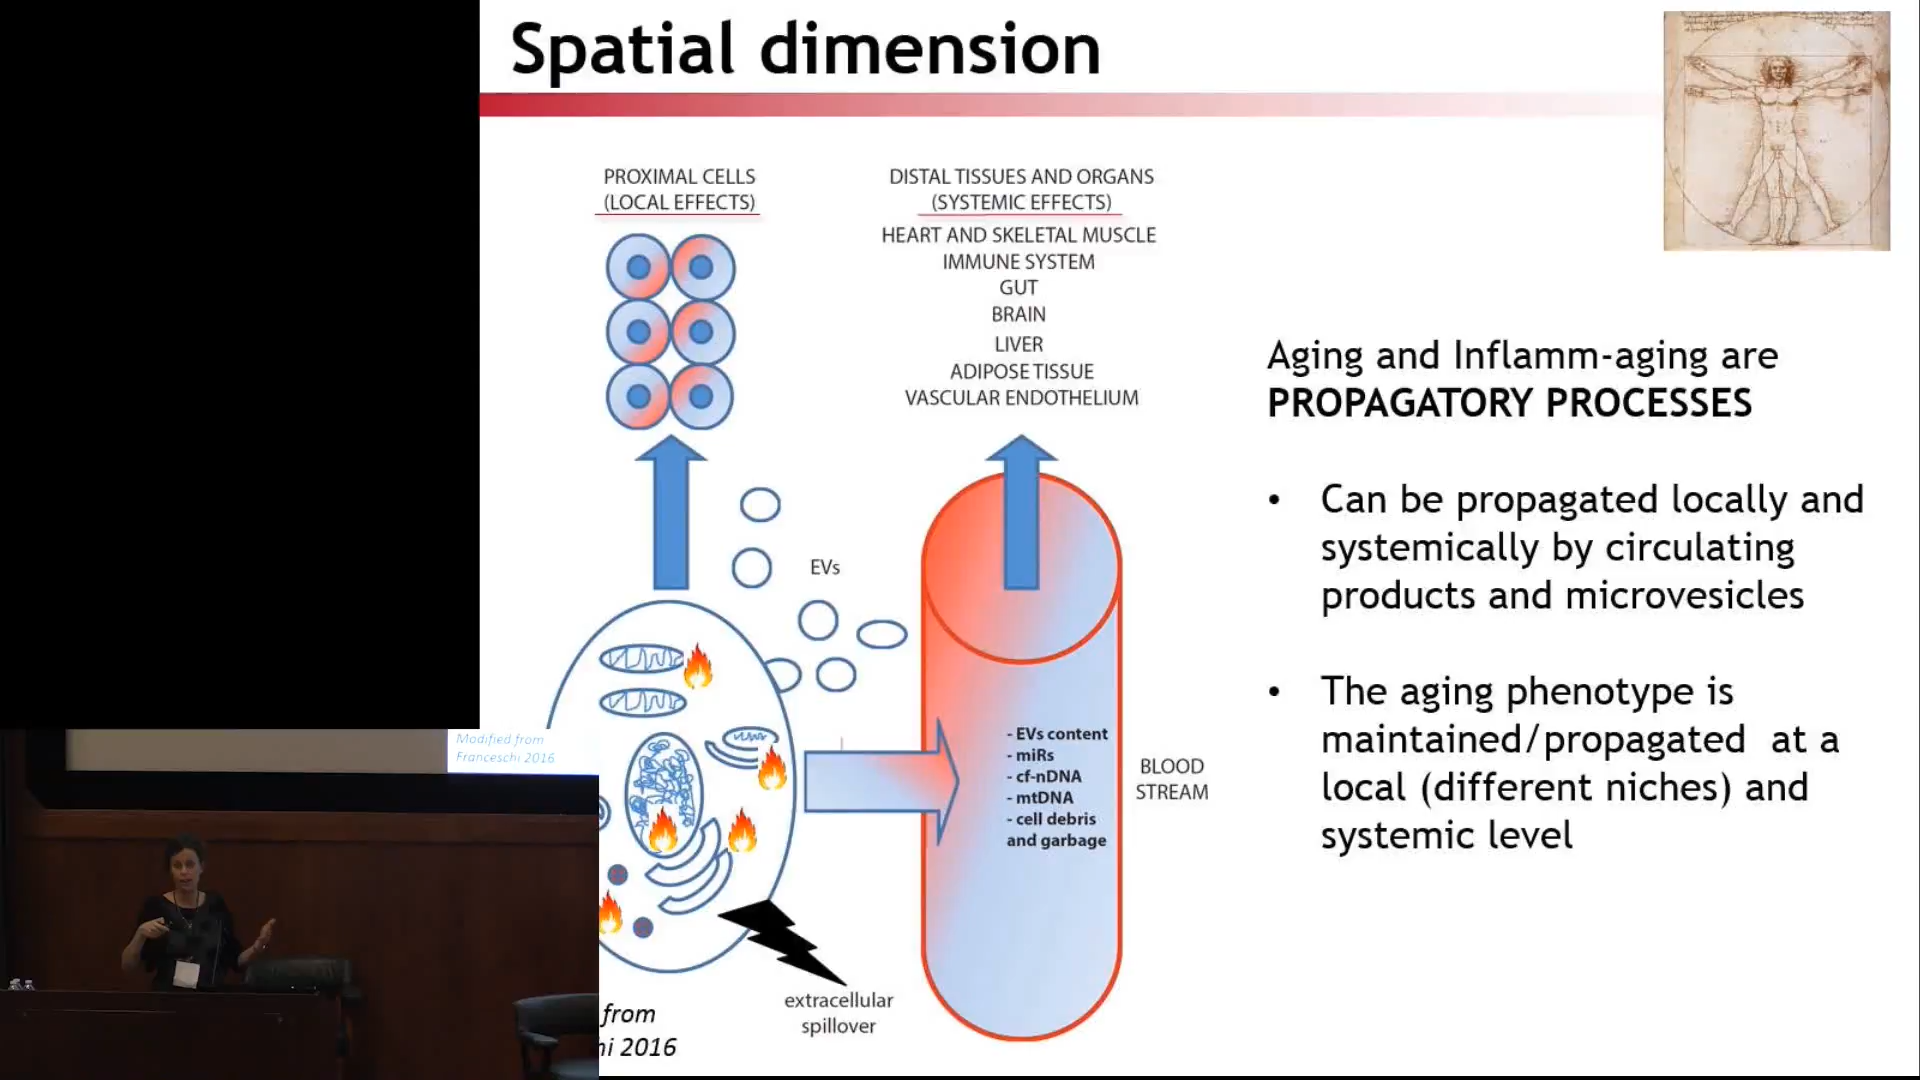 Spatial dimension
PROXIMAL CELLS
(LOCAL EFFECTS)
DISTAL TISSUES AND ORGANS
(SYSTEMIC EFFECTS)
HEART AND SKELETAL MUSCLE
IMMUNE SYSTEM
GUT
BRAIN
LIVER
ADIPOSE TISSUE
VASCULAR ENDOTHELIUM
EVs
- EVs content
- miRs
- cf-nDNA
- mtDNA
- cell debris
and garbage
BLOOD
STREAM
extracellular
spillover
from
hi 2016
Aging and Inflamm-aging are
PROPAGATORY PROCESSES
• Can be propagated locally and
systemically by circulating
products and microvesicles
• The aging phenotype is
maintained/propagated at a
local (different niches) and
systemic level
Modified from
Franceschi 2016